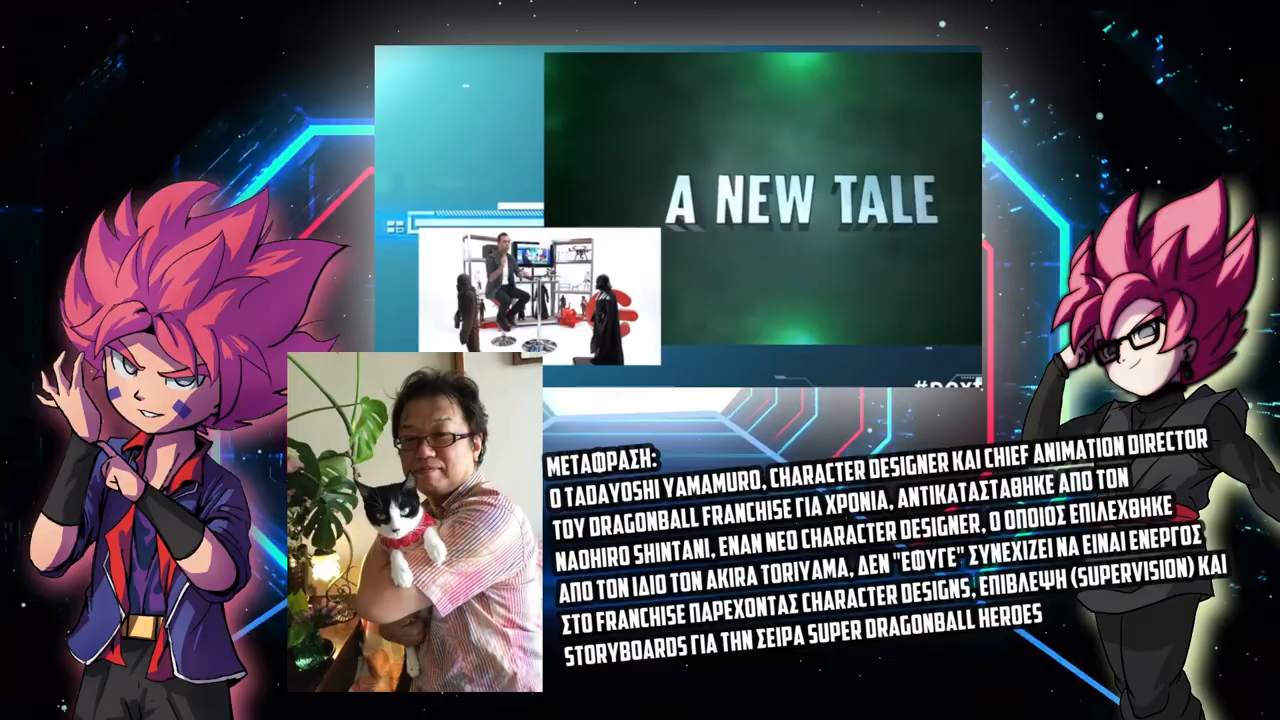 A NEW TALE
#next
ΜΕΤΑΦΡΑΣΗ:
Ο TADAYOSHI YAMAMURO, CHARACTER DESIGNER ΚΑΙ CHIEF ANIMATION DIRECTOR
ΤΟΥ DRAGONBALL FRANCHISE ΓΙΑ ΧΡΟΝΙΑ, ΑΝΤΙΚΑΤΑΣΤΑΘΗΚΕ ΑΠΟ ΤΟΝ
NAOHIRO SHINTANI, ΕΝΑΝ ΝΕΟ CHARACTER DESIGNER, Ο ΟΠΟΙΟΣ ΕΠΙΛΕΧΘΗΚΕ
ΑΠΟ ΤΟΝ ΙΔΙΟ ΤΟΝ AKIRA TORIYAMA, ΔΕΝ "ΕΦΥΓΕ" ΣΥΝΕΧΙΖΕΙ ΝΑ ΕΙΝΑΙ ΕΝΕΡΓΟΣ
ΣΤΟ FRANCHISE ΠΑΡΕΧΟΝΤΑΣ CHARACTER DESIGNS, ΕΠΙΒΛΕΨΗ (SUPERVISION) ΚΑΙ
STORYBOARDS ΓΙΑ ΤΗΝ ΣΕΙΡΑ SUPER DRAGONBALL HEROES